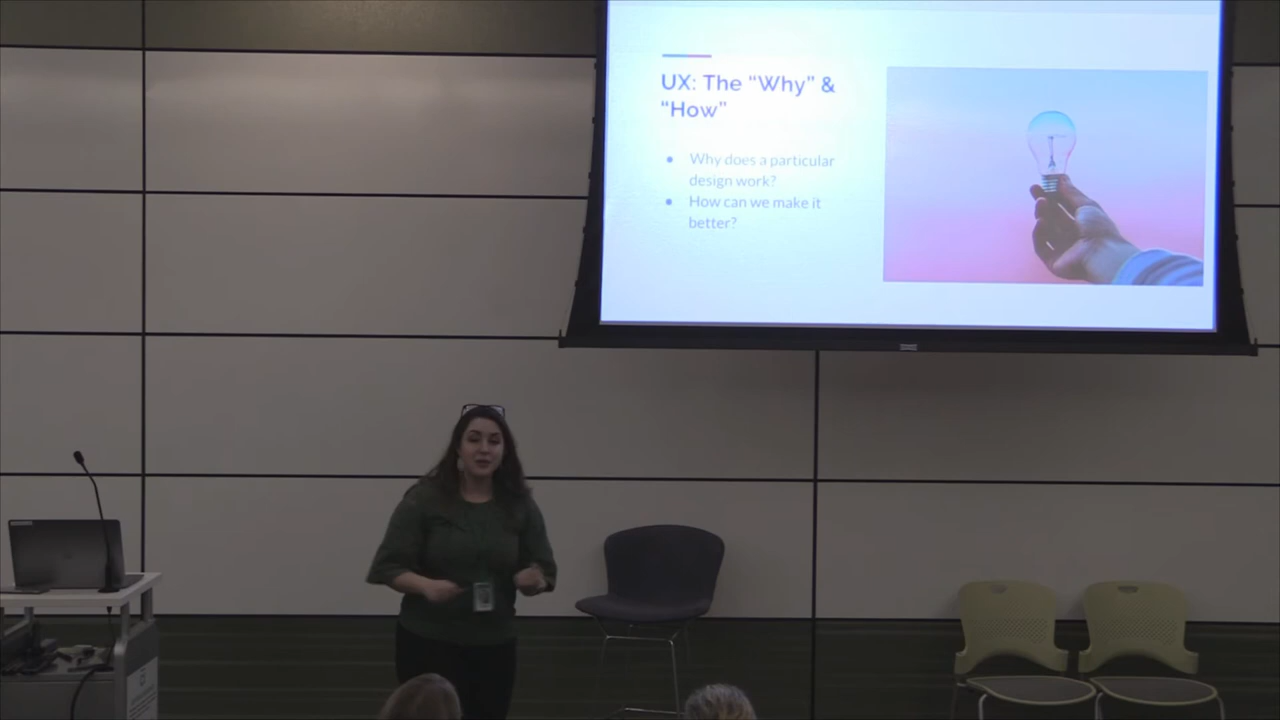 UX: The “Why” &
“How”
● Why does a particular
design work?
● How can we make it
better?